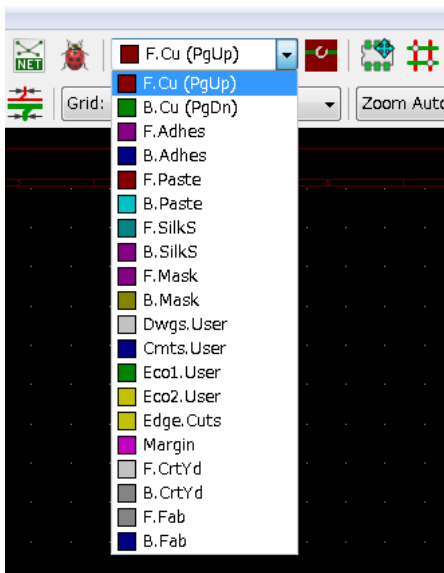 NET
F.Cu (PgUp)
Grid:
Zoom Auto
F.Cu (PgUp)
B.Cu (PgDn)
F.Adhes
B.Adhes
F.Paste
B.Paste
F.SilkS
B.SilkS
F.Mask
B.Mask
Dwgs.User
Cmts.User
Eco1.User
Eco2.User
Edge.Cuts
Margin
F.CrtYd
B.CrtYd
F.Fab
B.Fab